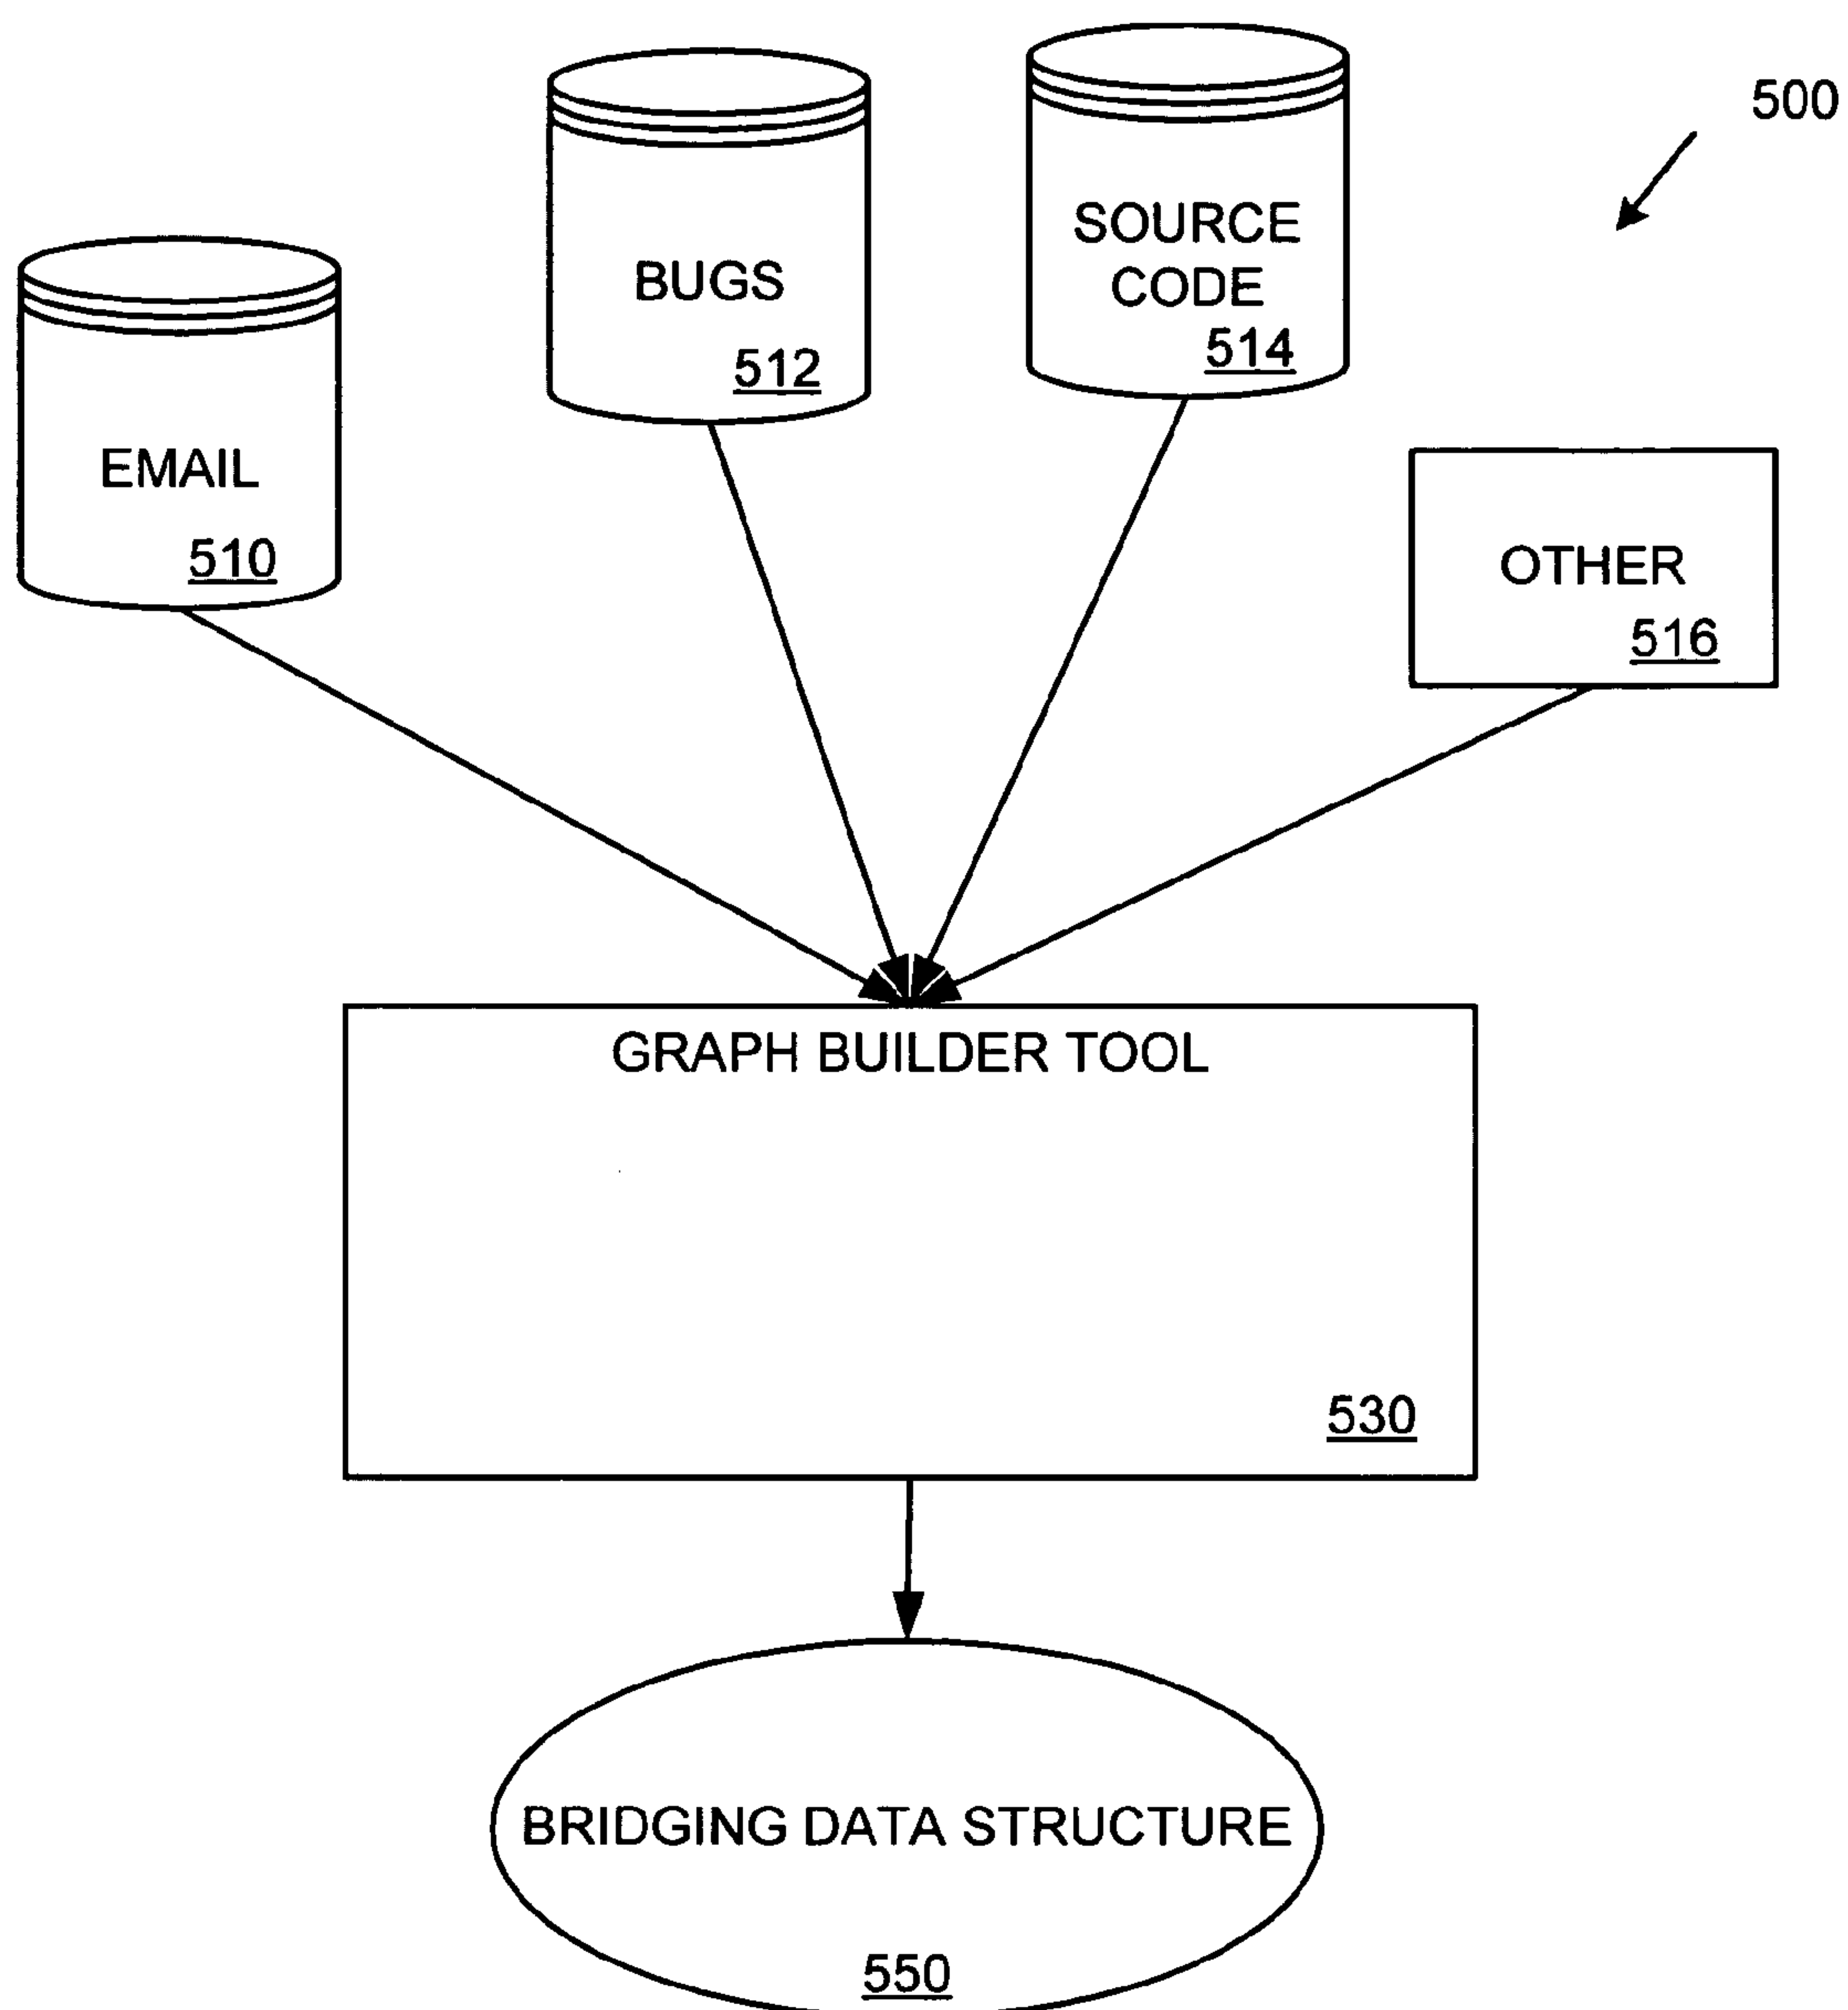 500
SOURCE
CODE
514
BUGS
512
EMAIL
510
OTHER
516
GRAPH BUILDER TOOL
530
BRIDGING DATA STRUCTURE
550